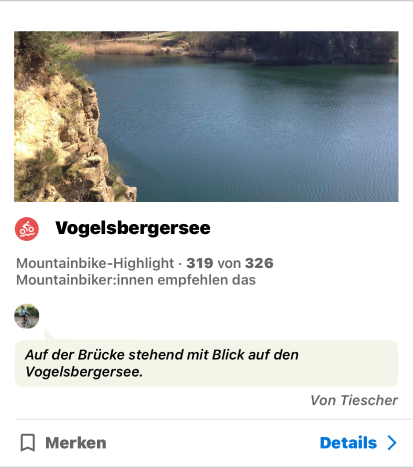 Vogelsbergersee
Mountainbike-Highlight · 319 von 326
Mountainbiker:innen empfehlen das
Auf der Brücke stehend mit Blick auf den
Vogelsbergersee.
Von Tiescher
Merken
Details